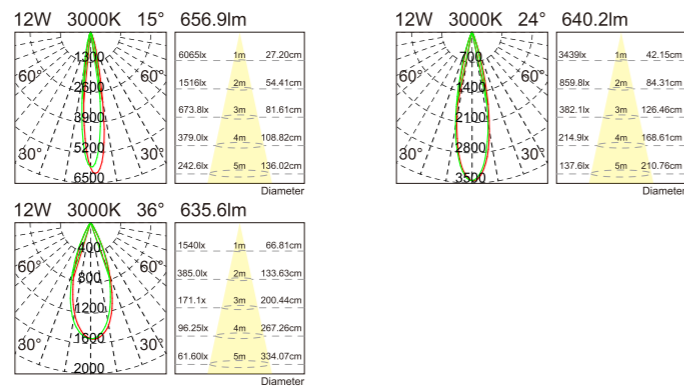 12W 3000K 15° 656.9lm
1300
2600
3900
5200
6500
60° 60°
30° 30°
6065lx 1m 27.20cm
1516lx 2m 54.41cm
673.8lx 3m 81.61cm
379.0lx 4m 108.82cm
242.6lx 5m 136.02cm
Diameter
12W 3000K 24° 640.2lm
700
1400
2100
2800
3500
60° 60°
30° 30°
3439lx 1m 42.15cm
859.8lx 2m 84.31cm
382.1lx 3m 126.46cm
214.9lx 4m 168.61cm
137.6lx 5m 210.76cm
Diameter
12W 3000K 36° 635.6lm
400
800
1200
1600
2000
60° 60°
30° 30°
1540lx 1m 66.81cm
385.0lx 2m 133.63cm
171.1x 3m 200.44cm
96.25lx 4m 267.26cm
61.60lx 5m 334.07cm
Diameter